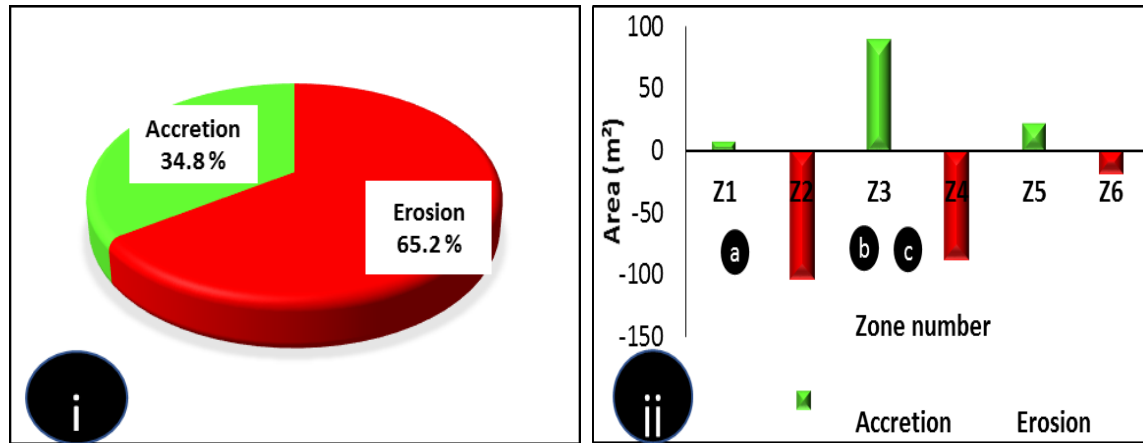 Accretion
34.8 %
Erosion
65.2 %
i
100
50
0
-50
-100
-150
Area (m²)
Z1 Z2 Z3 Z4 Z5 Z6
a b c
Zone number
Accretion Erosion
ii